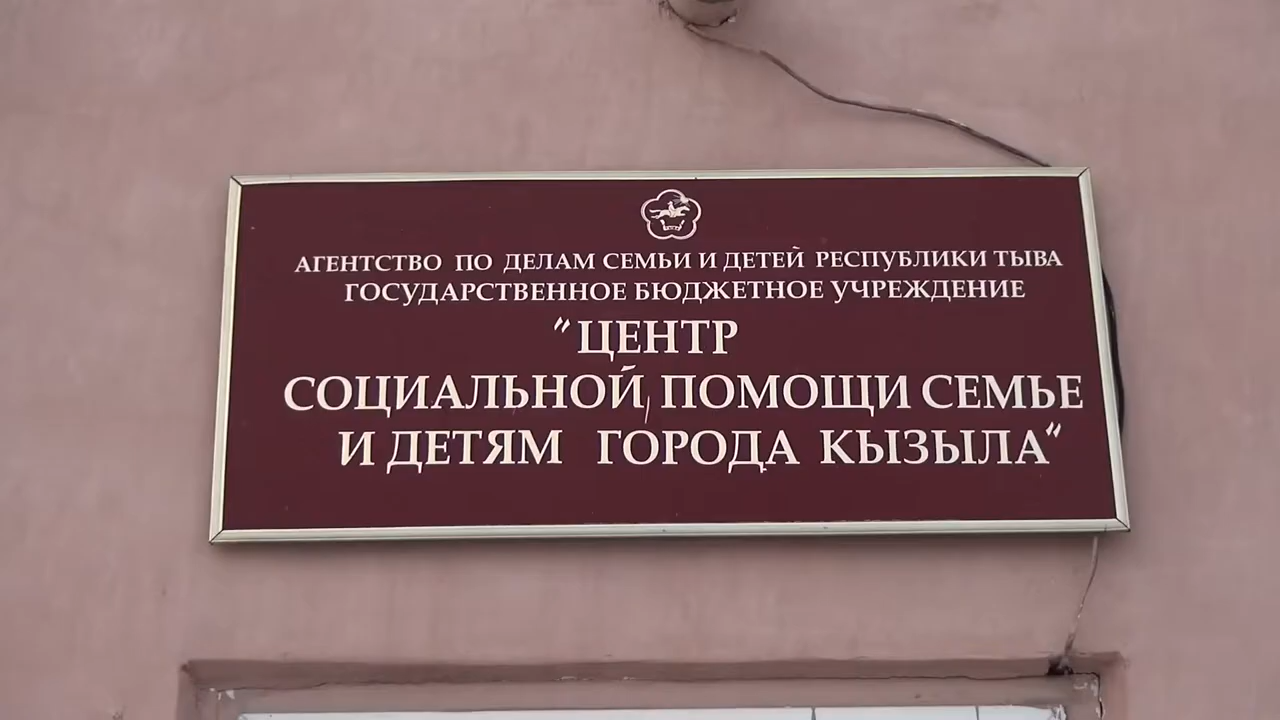 АГЕНТСТВО ПО ДЕЛАМ СЕМЬИ И ДЕТЕЙ РЕСПУБЛИКИ ТЫВА
ГОСУДАРСТВЕННОЕ БЮДЖЕТНОЕ УЧРЕЖДЕНИЕ
"ЦЕНТР
СОЦИАЛЬНОЙ ПОМОЩИ СЕМЬЕ
И ДЕТЯМ ГОРОДА КЫЗЫЛА"